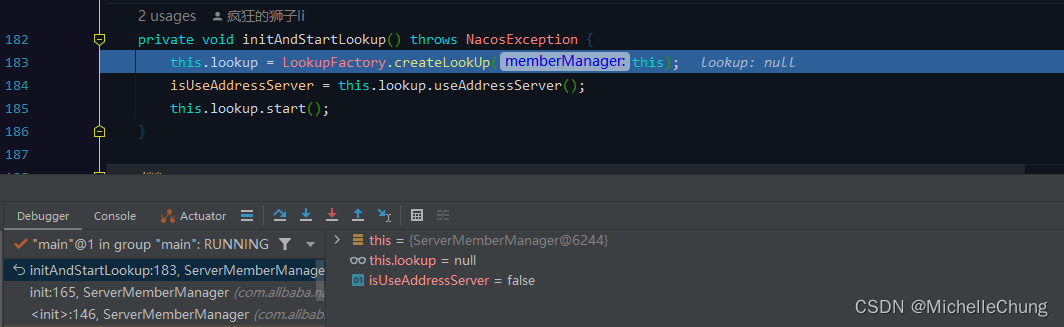 2 usages 疯狂的狮子li
182 private void initAndStartLookup() throws NacosException {
183 this.lookup = LookupFactory.createLookUp( memberManager: this); lookup: null
184 isUseAddressServer = this.lookup.useAddressServer();
185 this.lookup.start();
186 }
187
Debugger Console Actuator
"main"@1 in group "main": RUNNING
this = {ServerMemberManager@6244}
initAndStartLookup:183, ServerMemberManage
this.lookup = null
init:165, ServerMemberManager (com.alibaba.na
isUseAddressServer = false
<init>:146, ServerMemberManager (com.alibab
CSDN @MichelleChung